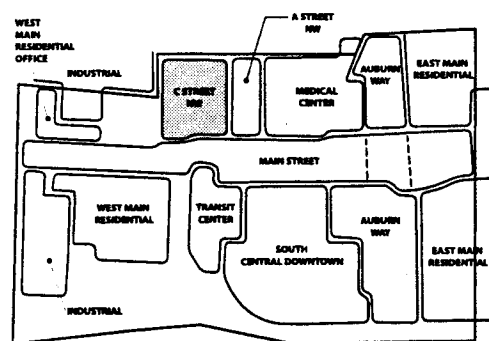 WEST
MAIN
RESIDENTIAL
OFFICE
A STREET
NW
INDUSTRIAL
C STREET
NW
MEDICAL
CENTER
AUBURN
WAY
EAST MAIN
RESIDENTIAL
MAIN STREET
WEST MAIN
RESIDENTIAL
TRANSIT
CENTER
SOUTH
CENTRAL DOWNTOWN
AUBURN
WAY
EAST MAIN
RESIDENTIAL
INDUSTRIAL